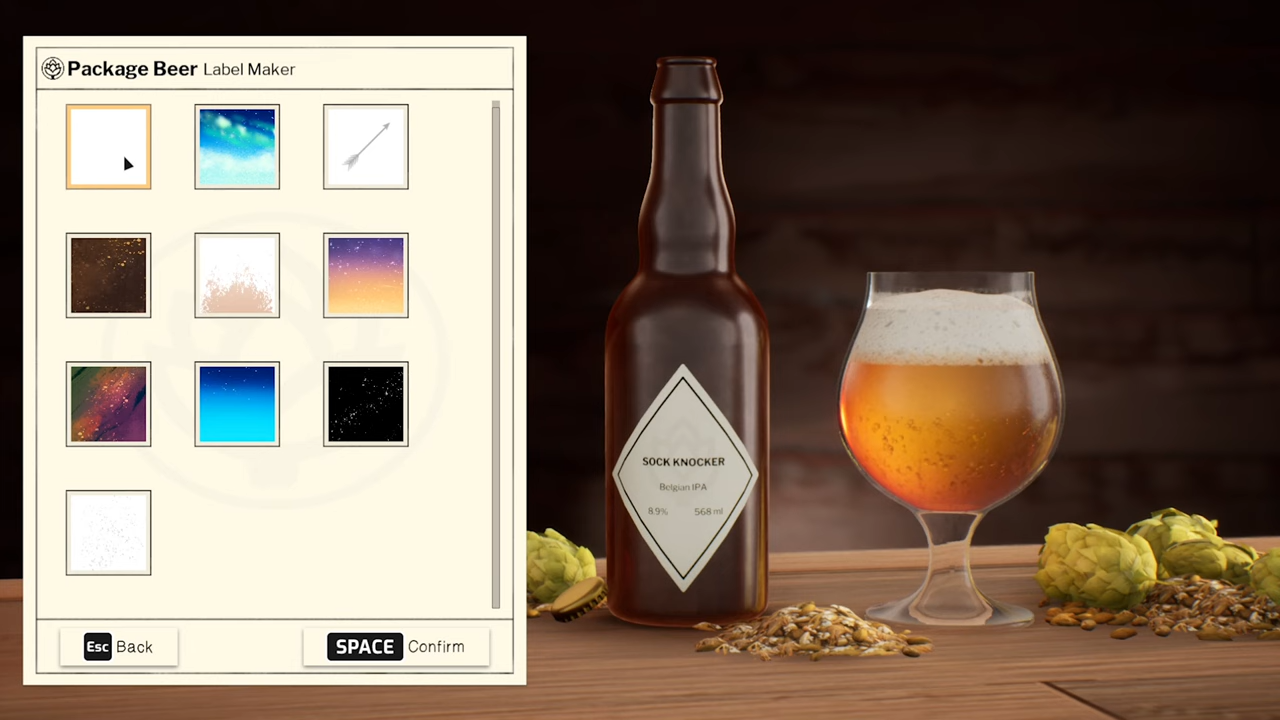 Package Beer Label Maker
SOCK KNOCKER
Belgian IPA
8.9% 568 ml
Esc Back
SPACE Confirm